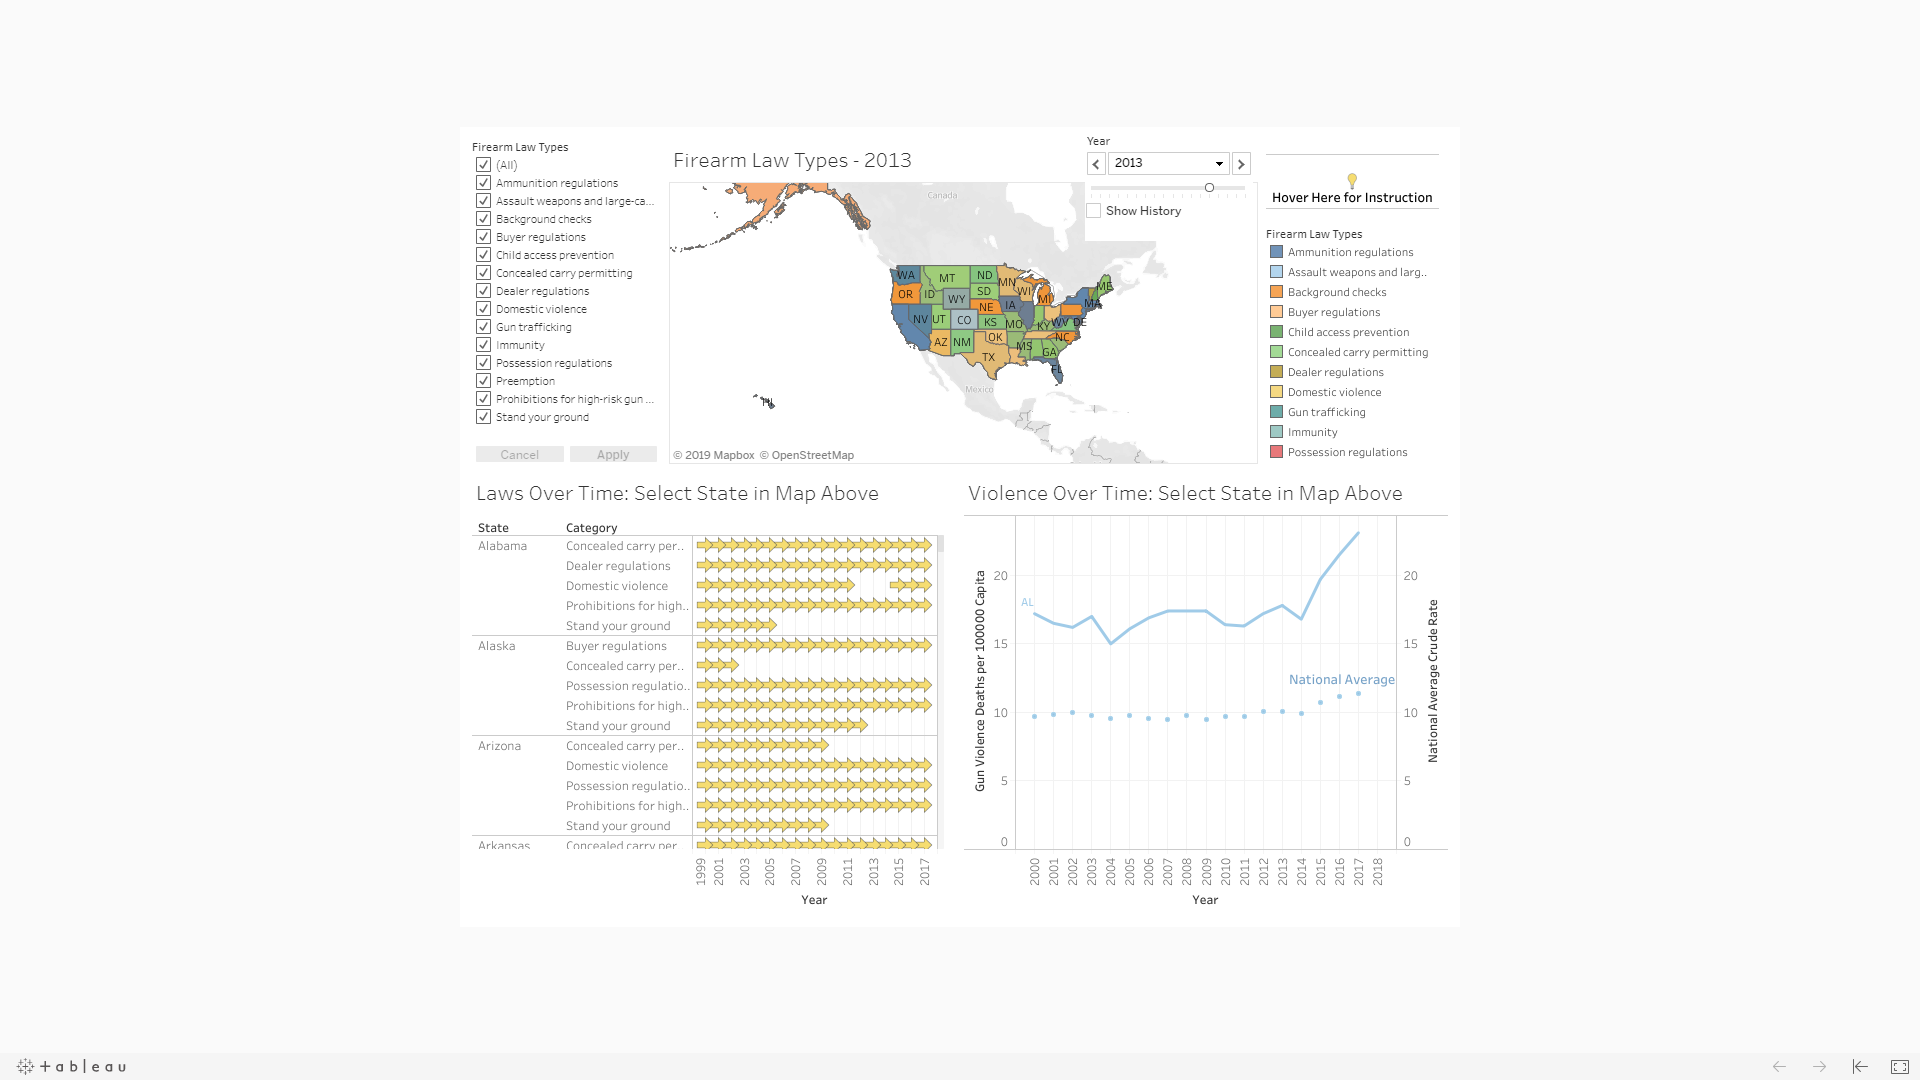 Firearm Law Types
(All)
Ammunition regulations
Assault weapons and large-ca...
Background checks
Buyer regulations
Child access prevention
Concealed carry permitting
Dealer regulations
Domestic violence
Gun trafficking
Immunity
Possession regulations
Preemption
Prohibitions for high-risk gun ...
Stand your ground
Cancel
Apply
Firearm Law Types - 2013
Canada
WA
MT
ND
MN
ME
OR
ID
SD
WI
WY
MI
MA
NE
IA
NV
UT
CO
KS
MO
KY
WV
DE
AZ
NM
OK
NC
MS
GA
TX
FL
HI
Mexico
© 2019 Mapbox © OpenStreetMap
Year
2013
Show History
Hover Here for Instruction
Firearm Law Types
Ammunition regulations
Assault weapons and larg..
Background checks
Buyer regulations
Child access prevention
Concealed carry permitting
Dealer regulations
Domestic violence
Gun trafficking
Immunity
Possession regulations
Laws Over Time: Select State in Map Above
State
Category
Alabama
Concealed carry per..
Dealer regulations
Domestic violence
Prohibitions for high..
Stand your ground
Alaska
Buyer regulations
Concealed carry per..
Possession regulatio..
Prohibitions for high..
Stand your ground
Arizona
Concealed carry per..
Domestic violence
Possession regulatio..
Prohibitions for high..
Stand your ground
Arkansas
Concealed carry per..
1999
2001
2003
2005
2007
2009
2011
2013
2015
2017
Year
Violence Over Time: Select State in Map Above
Gun Violence Deaths per 100000 Capita
20
15
10
5
0
AL
National Average
20
15
10
5
0
National Average Crude Rate
2000
2001
2002
2003
2004
2005
2006
2007
2008
2009
2010
2011
2012
2013
2014
2015
2016
2017
2018
Year
+ableau